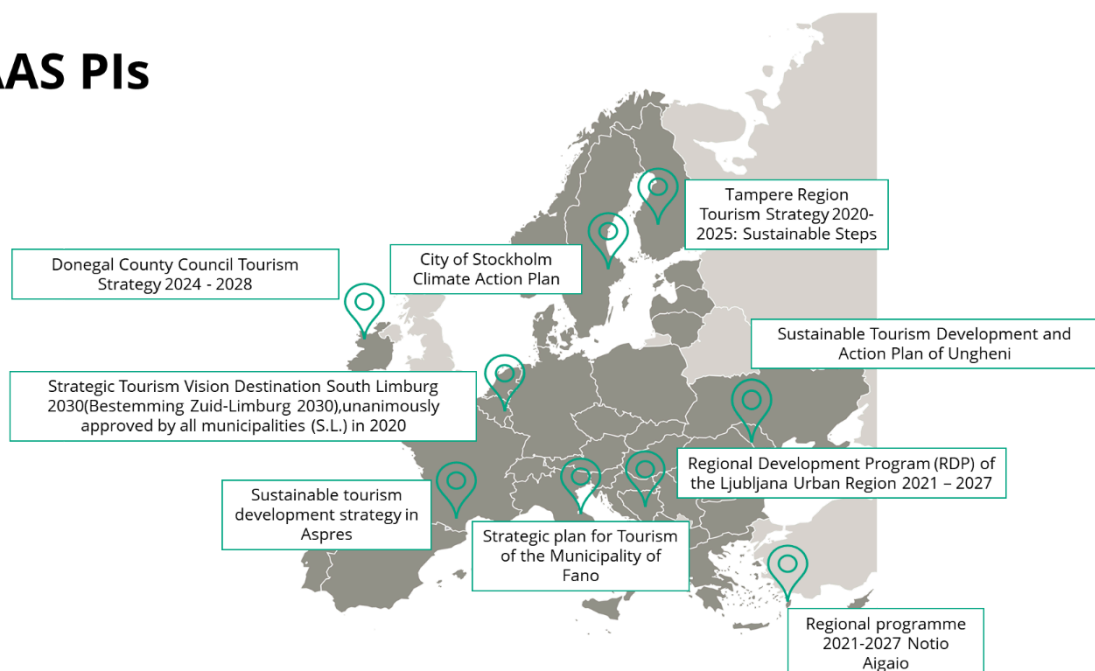 AAS PIs
Tampere Region
Tourism Strategy 2020-
2025: Sustainable Steps
City of Stockholm
Climate Action Plan
Donegal County Council Tourism
Strategy 2024 - 2028
Sustainable Tourism Development and
Action Plan of Ungheni
Strategic Tourism Vision Destination South Limburg
2030(Bestemming Zuid-Limburg 2030),unanimously
approved by all municipalities (S.L.) in 2020
Regional Development Program (RDP) of
the Ljubljana Urban Region 2021 – 2027
Sustainable tourism
development strategy in
Aspres
Strategic plan for Tourism
of the Municipality of
Fano
Regional programme
2021-2027 Notio
Aigaio